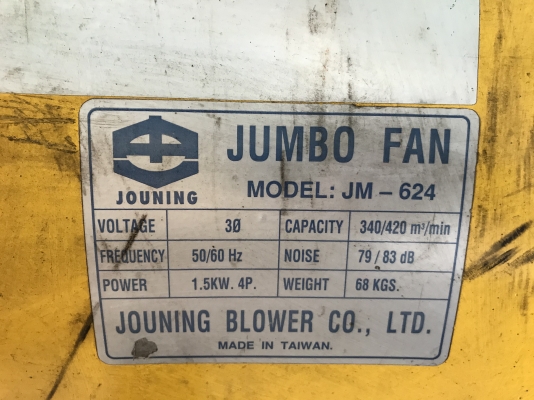 JUMBO FAN
JOUNING
MODEL: JM - 624
VOLTAGE 3Ø CAPACITY 340/420 m³/min
FREQUENCY 50/60 Hz NOISE 79 / 83 dB
POWER 1.5KW. 4P. WEIGHT 68 KGS.
JOUNING BLOWER CO., LTD.
MADE IN TAIWAN.